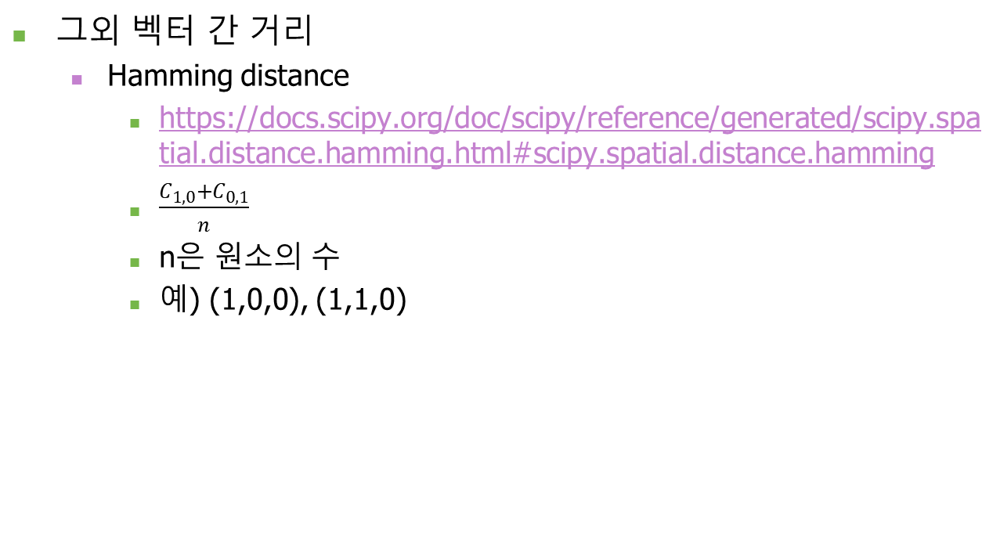 그외 벡터 간 거리
Hamming distance
https://docs.scipy.org/doc/scipy/reference/generated/scipy.spa
tial.distance.hamming.html#scipy.spatial.distance.hamming
\frac{C_{1,0}+C_{0,1}}{n}
n은 원소의 수
예) (1,0,0), (1,1,0)